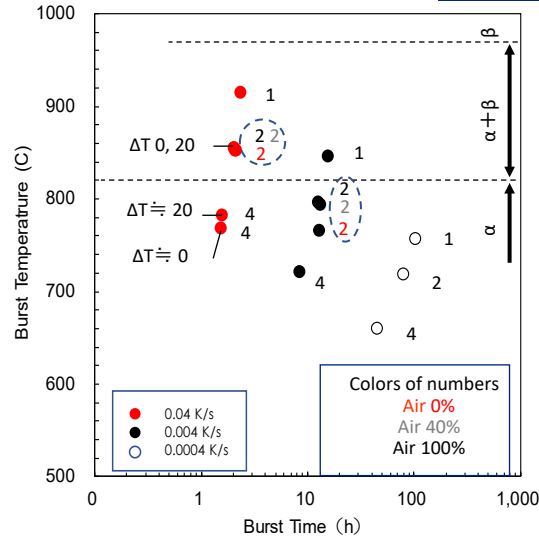 Burst Temperatrure (C)
1000
900
800
700
600
500
0
1
10
100
1,000
Burst Time (h)
β
α+β
α
1
ΔT 0, 20
2 2
2
1
2
2
2
ΔT≒ 20
4
4
ΔT≒ 0
4
1
2
4
0.04 K/s
0.004 K/s
0.0004 K/s
Colors of numbers
Air 0%
Air 40%
Air 100%